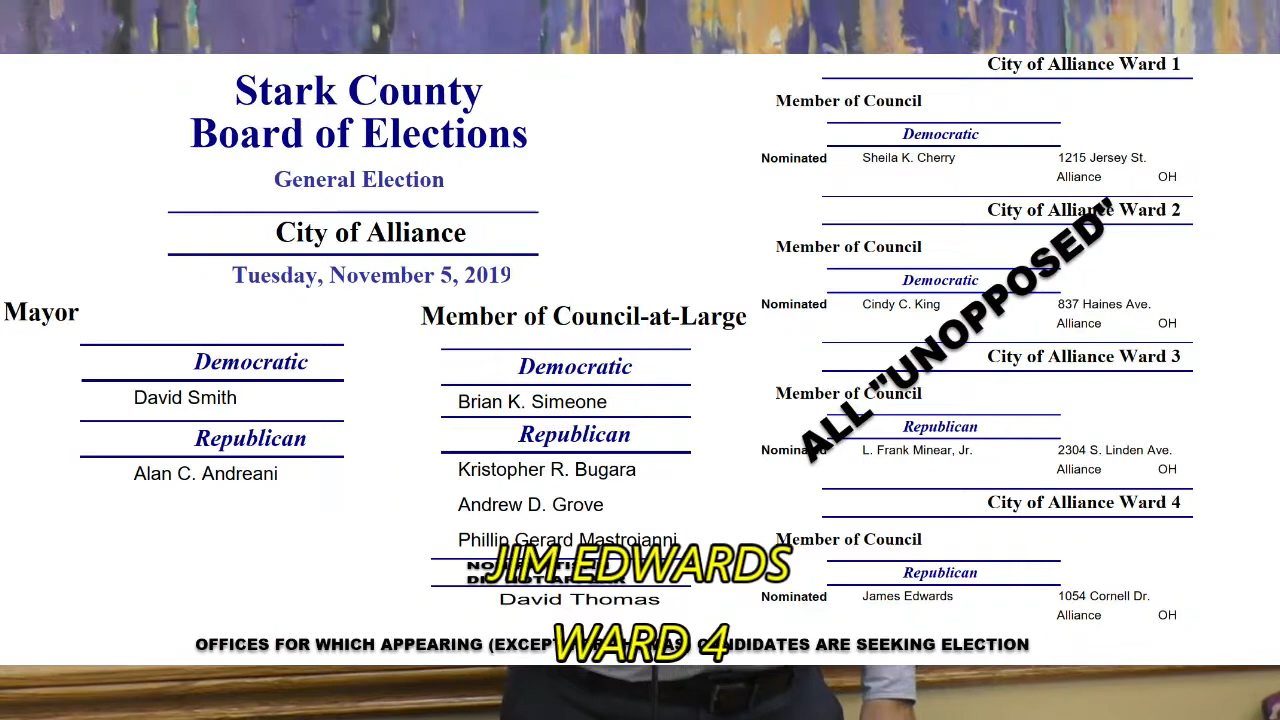 Stark County
Board of Elections
General Election
City of Alliance
Tuesday, November 5, 2019
Mayor
Democratic
David Smith
Republican
Alan C. Andreani
Member of Council-at-Large
Democratic
Brian K. Simeone
Republican
Kristopher R. Bugara
Andrew D. Grove
Phillip Gerard Mastroianni
David Thomas
City of Alliance Ward 1
Member of Council
Democratic
Nominated Sheila K. Cherry 1215 Jersey St.
Alliance OH
City of Alliance Ward 2
Member of Council
Democratic
Nominated Cindy C. King 837 Haines Ave.
Alliance OH
City of Alliance Ward 3
Member of Council
Republican
Nominated L. Frank Minear, Jr. 2304 S. Linden Ave.
Alliance OH
City of Alliance Ward 4
Member of Council
Republican
Nominated James Edwards 1054 Cornell Dr.
Alliance OH
ALL "UNOPPOSED"
JIM EDWARDS
WARD 4
OFFICES FOR WHICH APPEARING (EXCEPT CANDIDATES ARE SEEKING ELECTION